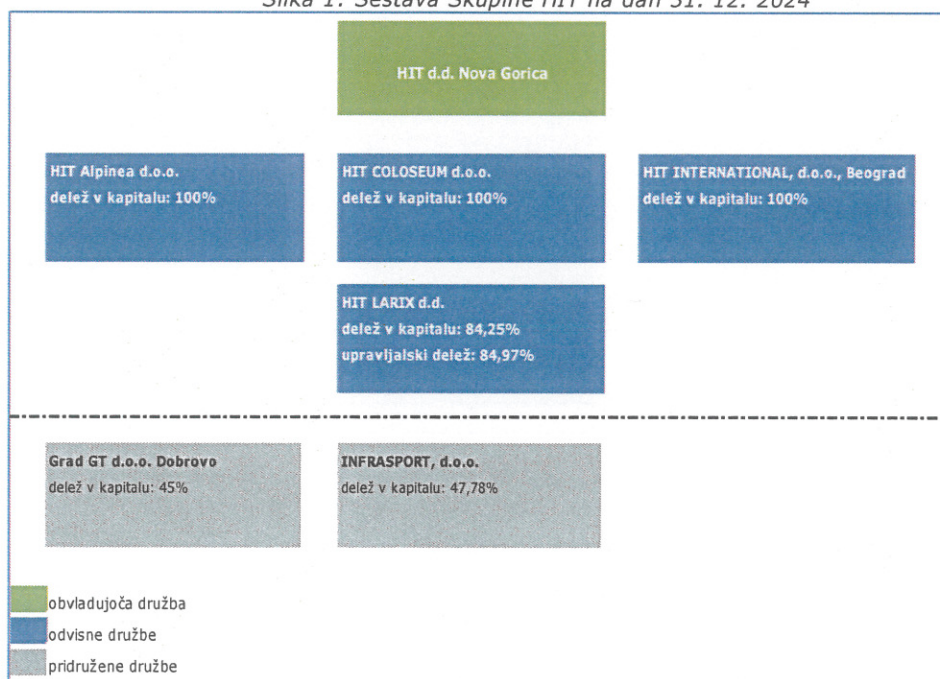 Slika 1: Sestava Skupine HIT na dan 31. 12. 2024
HIT d.d. Nova Gorica
HIT Alpinea d.o.o.
delež v kapitalu: 100%
HIT COLOSEUM d.o.o.
delež v kapitalu: 100%
HIT INTERNATIONAL, d.o.o., Beograd
delež v kapitalu: 100%
HIT LARIX d.d.
delež v kapitalu: 84,25%
upravljalski delež: 84,97%
Grad GT d.o.o. Dobrovo
delež v kapitalu: 45%
INFRASPORT, d.o.o.
delež v kapitalu: 47,78%
obvladujoča družba
odvisne družbe
pridružene družbe